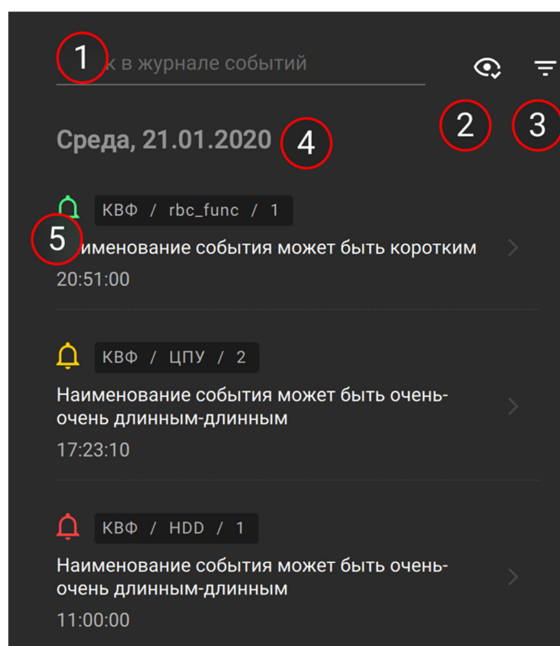 1 к в журнале событий
2 3
Среда, 21.01.2020 4
КВФ / rbc_func / 1
5 именование события может быть коротким
20:51:00
КВФ / ЦПУ / 2
Наименование события может быть очень-
очень длинным-длинным
17:23:10
КВФ / HDD / 1
Наименование события может быть очень-
очень длинным-длинным
11:00:00